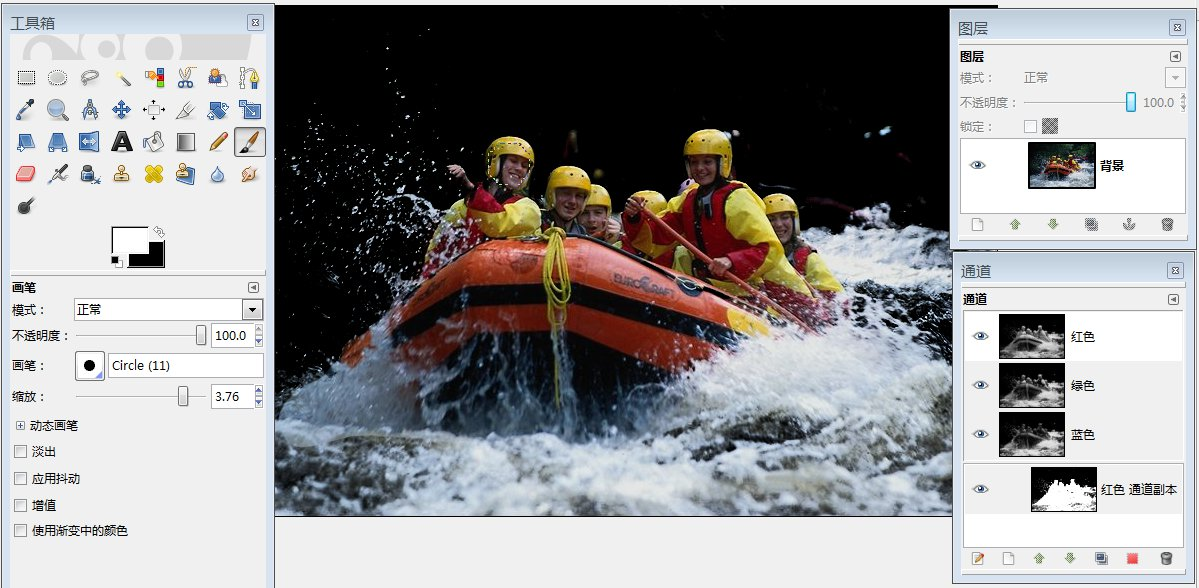 工具箱
画笔
模式：
正常
不透明度：
100.0
画笔：
Circle (11)
缩放：
3.76
动态画笔
淡出
应用抖动
增值
使用渐变中的颜色
EUROCRAFT
图层
图层
模式：
正常
不透明度：
100.0
锁定：
背景
通道
通道
红色
绿色
蓝色
红色 通道副本